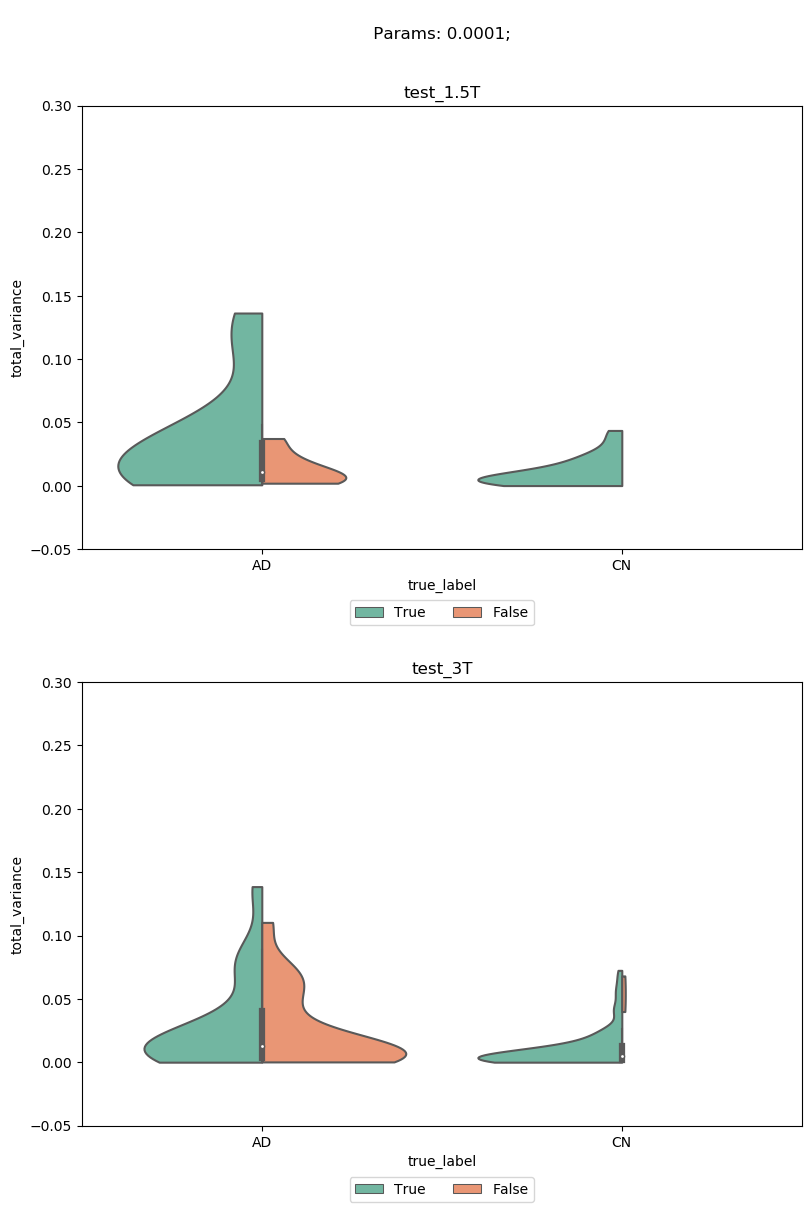 Params: 0.0001;
test_1.5T
0.30
0.25
0.20
0.15
0.10
0.05
0.00
−0.05
total_variance
AD CN
true_label
True False
test_3T
0.30
0.25
0.20
0.15
0.10
0.05
0.00
−0.05
total_variance
AD CN
true_label
True False